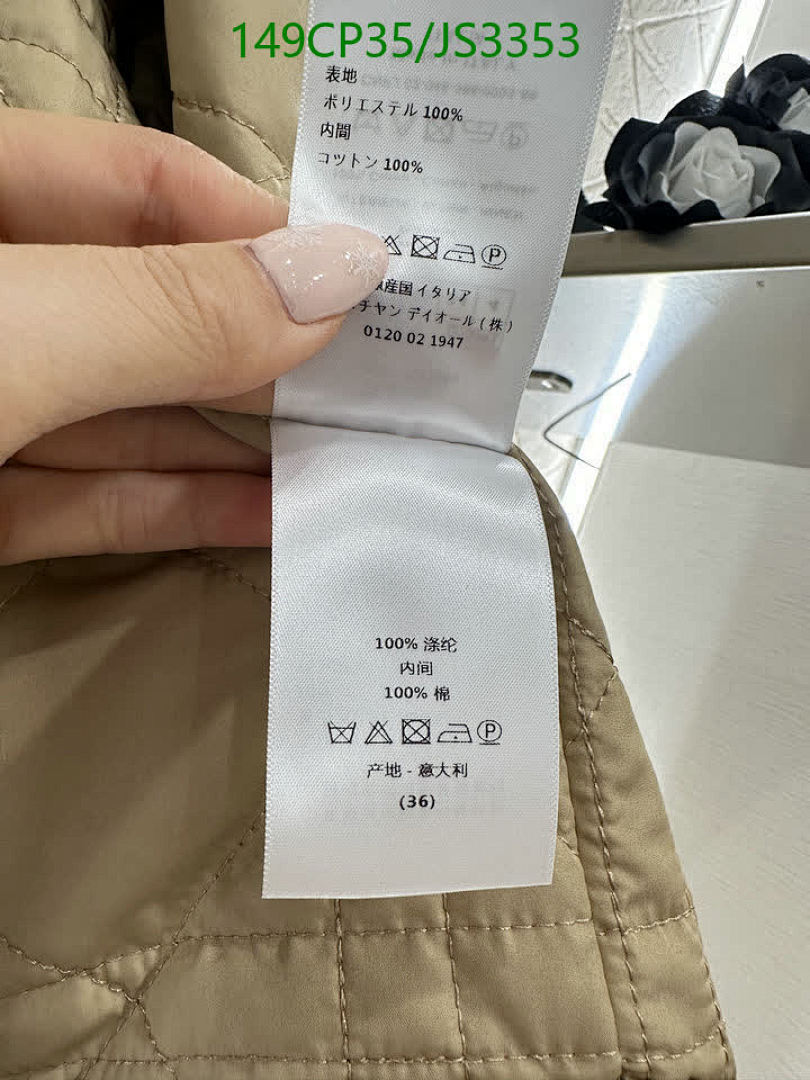 149CP35/JS3353
表地
ポリエステル 100%
内間
コットン 100%
P
産国 イタリア
チヤン デイオール ( 株 )
0120 02 1947
100% 涤纶
内间
100% 棉
P
产地 - 意大利
(36)